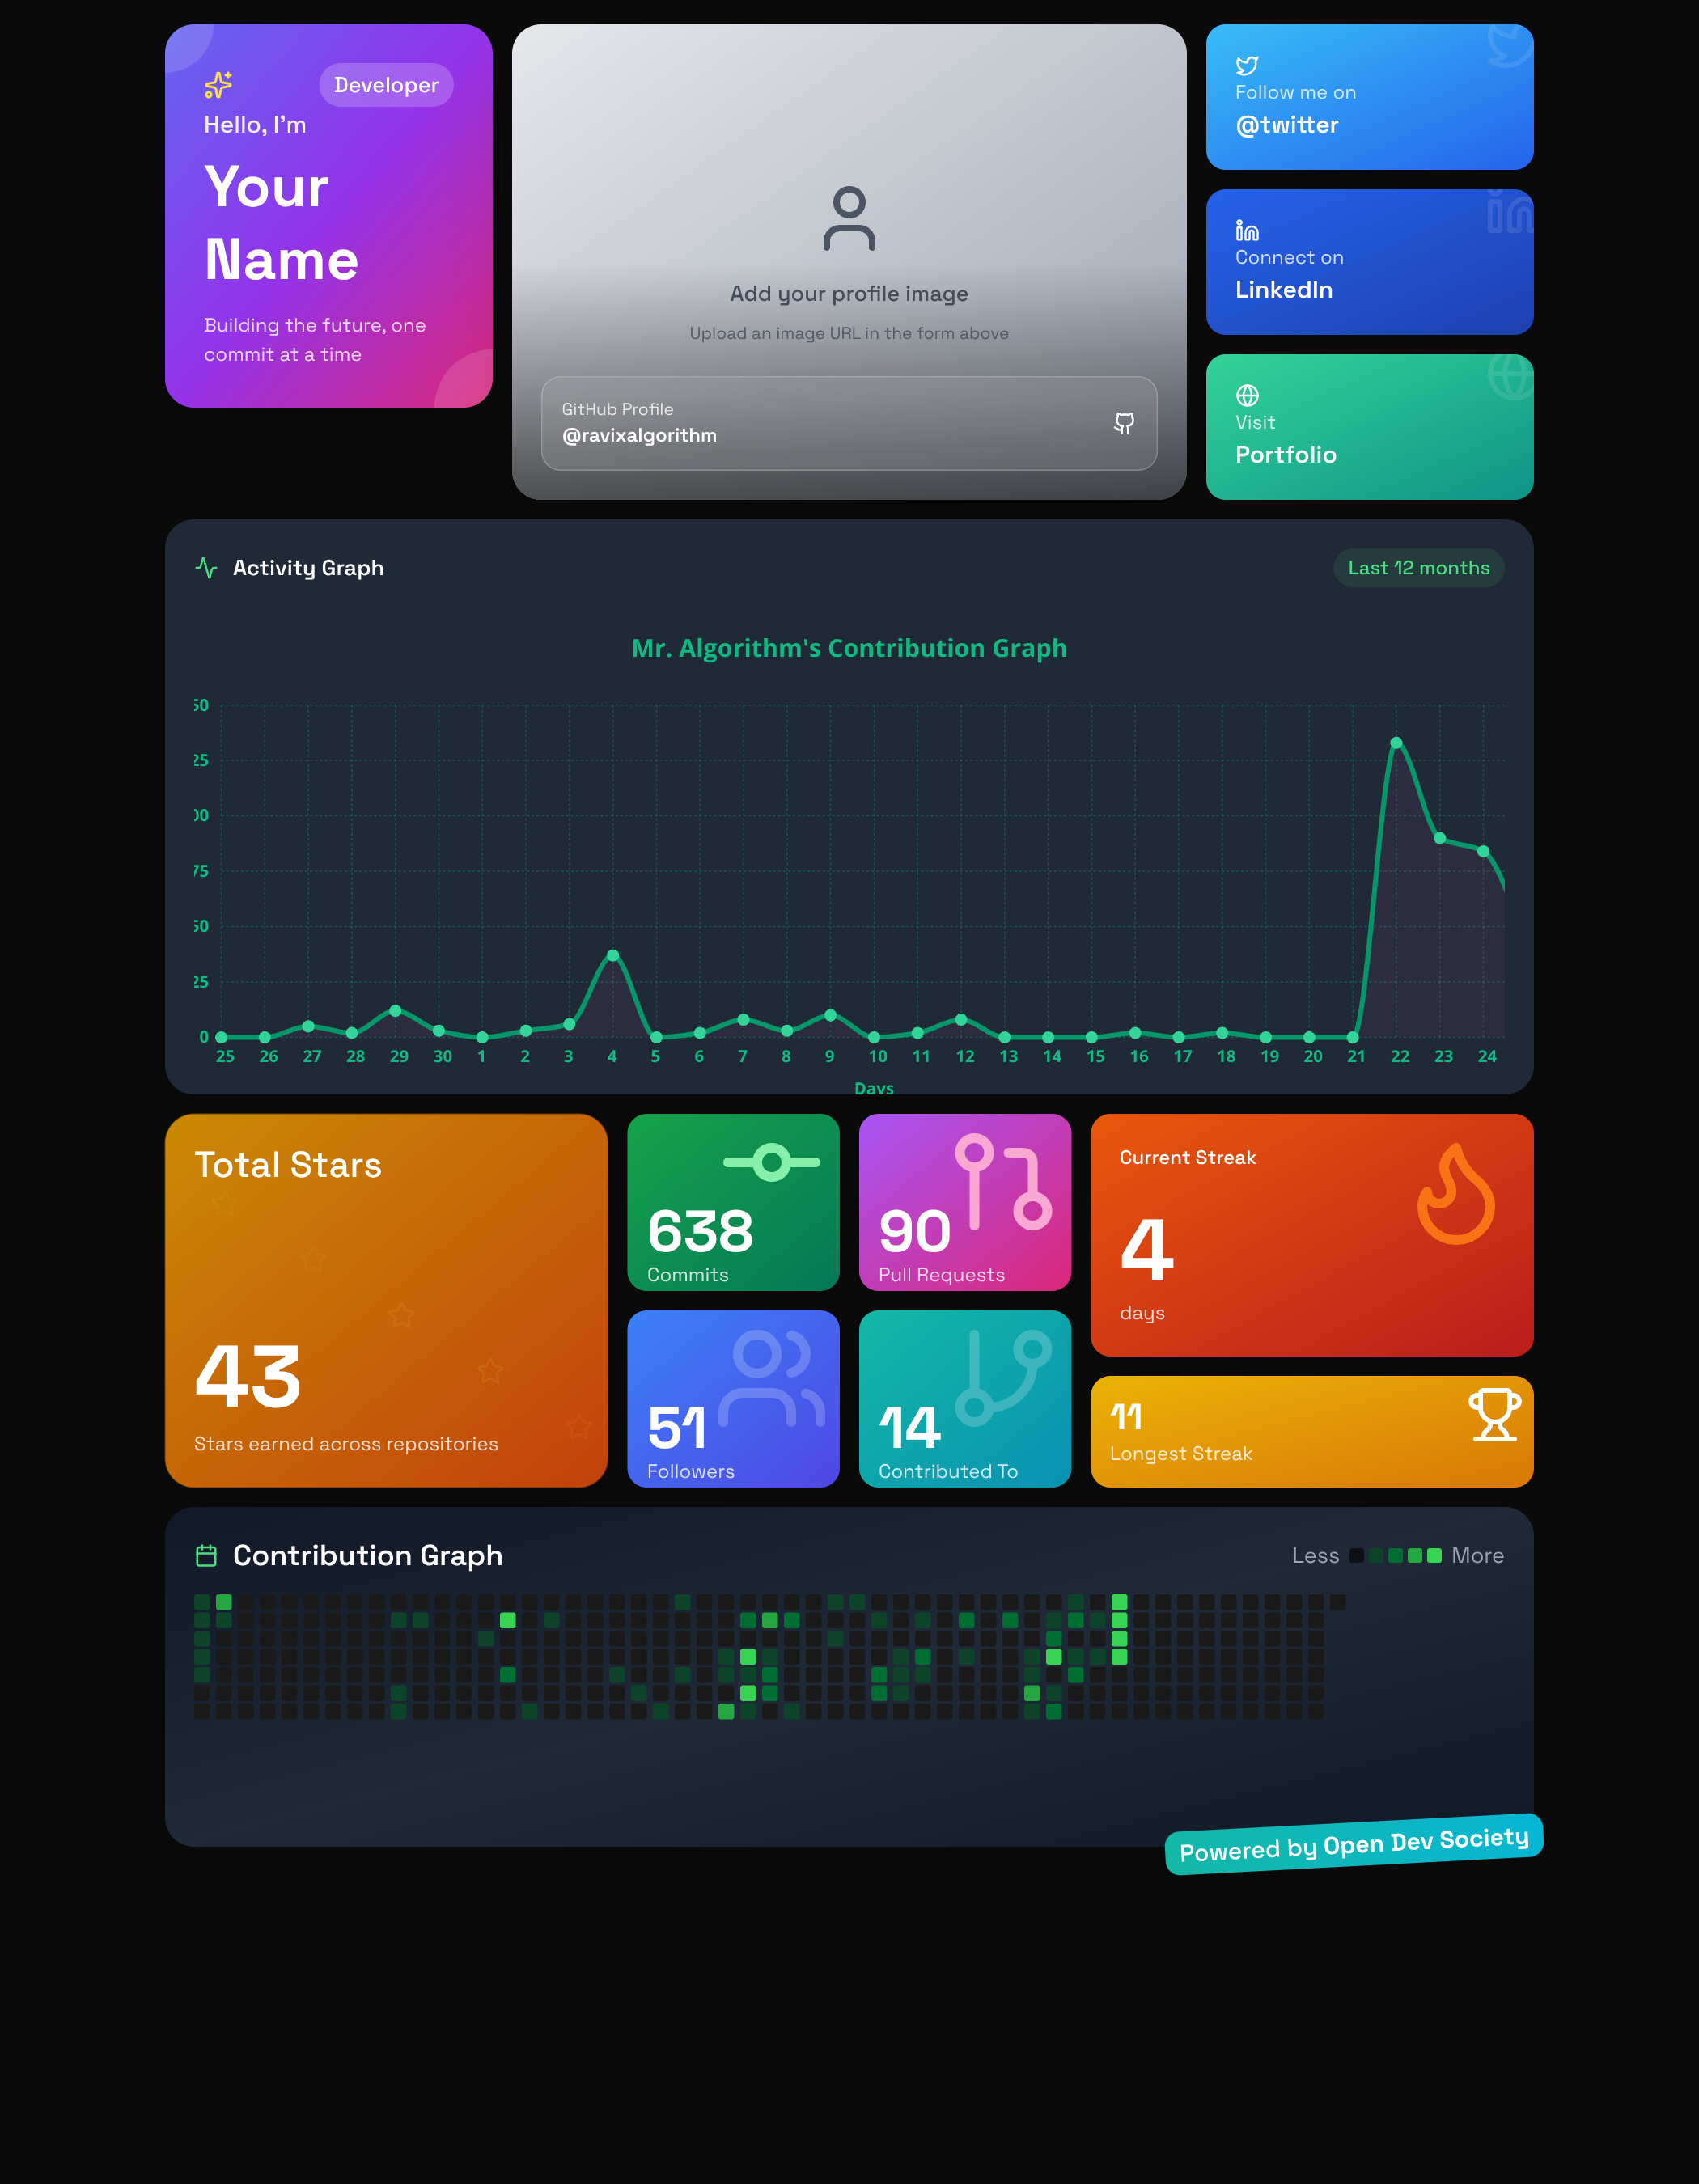 Developer
Hello, I'm
Your
Name
Building the future, one
commit at a time
Add your profile image
Upload an image URL in the form above
GitHub Profile
@ravixalgorithm
Follow me on
@twitter
Connect on
LinkedIn
Visit
Portfolio
Activity Graph
Last 12 months
Mr. Algorithm's Contribution Graph
50
25
00
75
50
25
0
25 26 27 28 29 30 1 2 3 4 5 6 7 8 9 10 11 12 13 14 15 16 17 18 19 20 21 22 23 24
Days
Total Stars
43
Stars earned across repositories
638
Commits
90
Pull Requests
51
Followers
14
Contributed To
Current Streak
4
days
11
Longest Streak
Contribution Graph
Less More
Powered by Open Dev Society